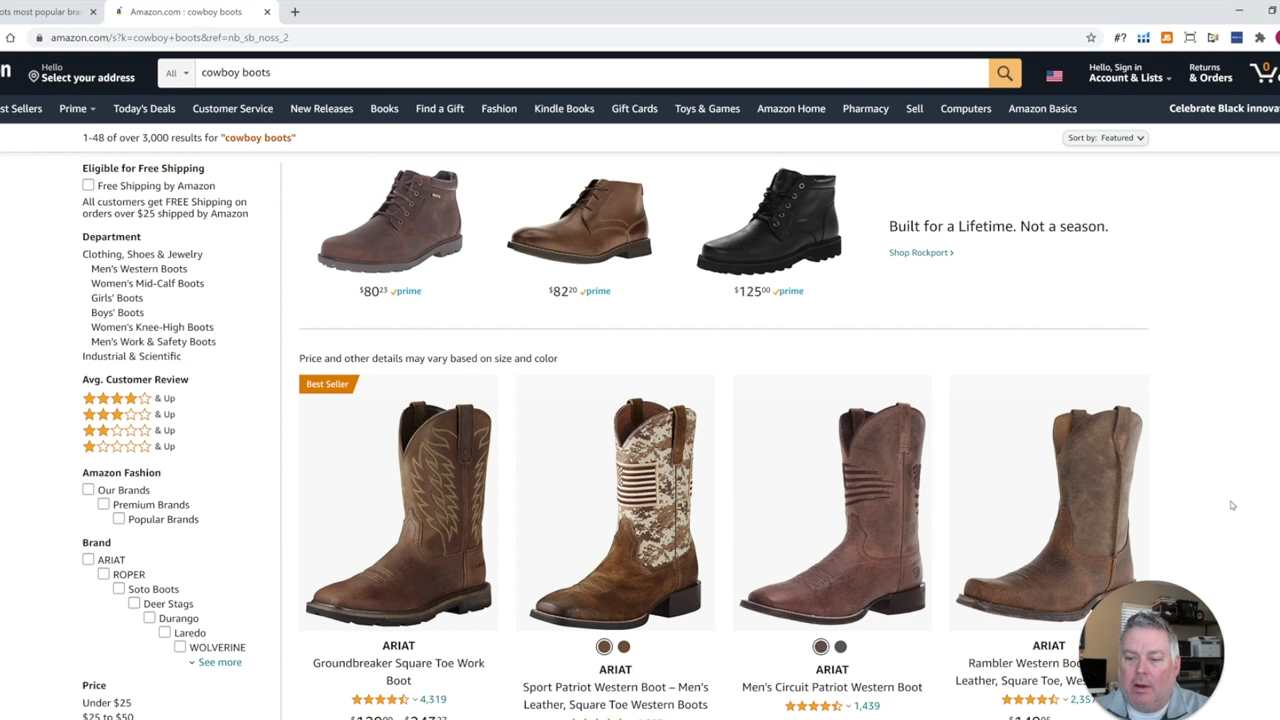 ots most popular bra
Amazon.com : cowboy boots
amazon.com/s?k=cowboy+boots&ref=nb_sb_noss_2
#?
JS
n
Hello
Select your address
All
cowboy boots
Hello, Sign in
Account & Lists
Returns
& Orders
0
st Sellers
Prime
Today's Deals
Customer Service
New Releases
Books
Find a Gift
Fashion
Kindle Books
Gift Cards
Toys & Games
Amazon Home
Pharmacy
Sell
Computers
Amazon Basics
Celebrate Black innova
1-48 of over 3,000 results for "cowboy boots"
Sort by: Featured
Eligible for Free Shipping
Free Shipping by Amazon
All customers get FREE Shipping on
orders over $25 shipped by Amazon
Department
Clothing, Shoes & Jewelry
Men's Western Boots
Women's Mid-Calf Boots
Girls' Boots
Boys' Boots
Women's Knee-High Boots
Men's Work & Safety Boots
Industrial & Scientific
Avg. Customer Review
& Up
& Up
& Up
& Up
Amazon Fashion
Our Brands
Premium Brands
Popular Brands
Brand
ARIAT
ROPER
Soto Boots
Deer Stags
Durango
Laredo
WOLVERINE
See more
Price
Under $25
$25 to $50
$8023 prime
$8220 prime
$12500 prime
Built for a Lifetime. Not a season.
Shop Rockport
Price and other details may vary based on size and color
Best Seller
ARIAT
Groundbreaker Square Toe Work
Boot
4,319
ARIAT
Sport Patriot Western Boot – Men's
Leather, Square Toe Western Boots
ARIAT
Men's Circuit Patriot Western Boot
1,439
ARIAT
Rambler Western Boo
Leather, Square Toe, Wes
2,357